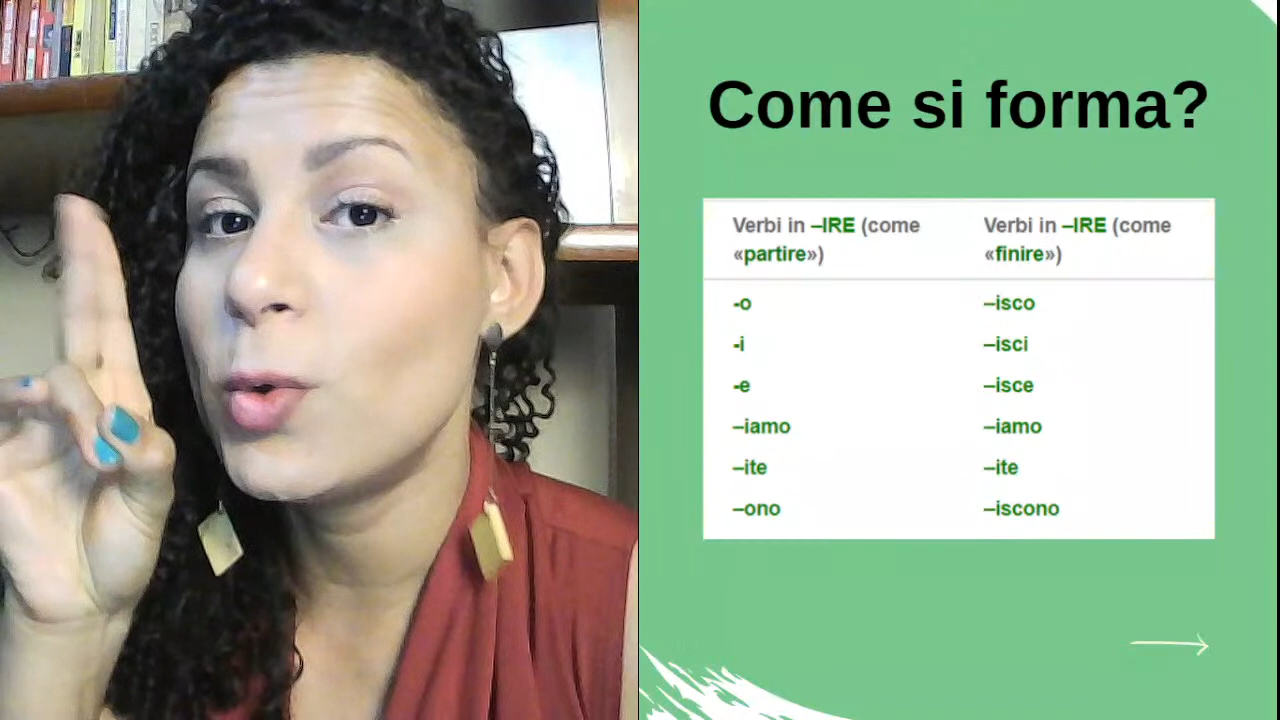 Come si forma?
Verbi in –IRE (come «partire») Verbi in –IRE (come «finire»)
-o –isco
-i –isci
-e –isce
–iamo –iamo
–ite –ite
–ono –iscono